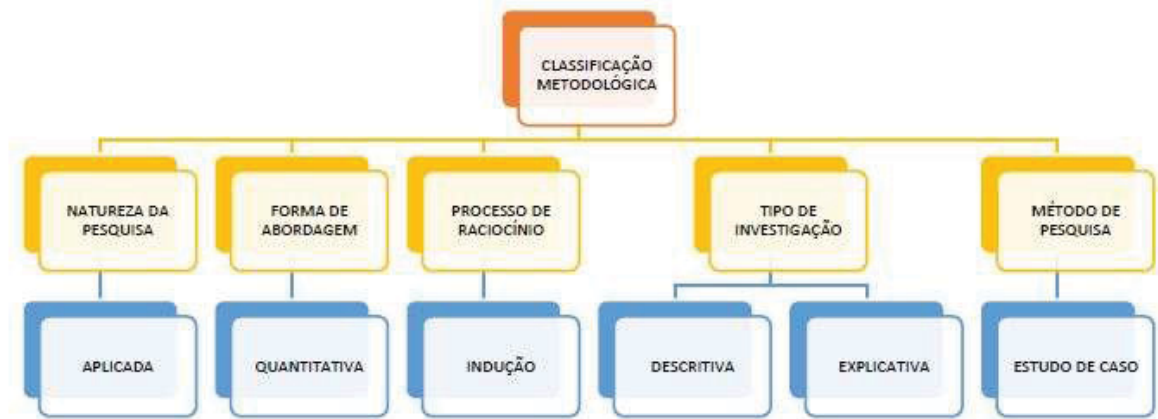 CLASSIFICAÇÃO
METODOLÓGICA
NATUREZA DA
PESQUISA
FORMA DE
ABORDAGEM
PROCESSO DE
RACIOCÍNIO
TIPO DE
INVESTIGAÇÃO
MÉTODO DE
PESQUISA
APLICADA
QUANTITATIVA
INDUÇÃO
DESCRITIVA
EXPLICATIVA
ESTUDO DE CASO